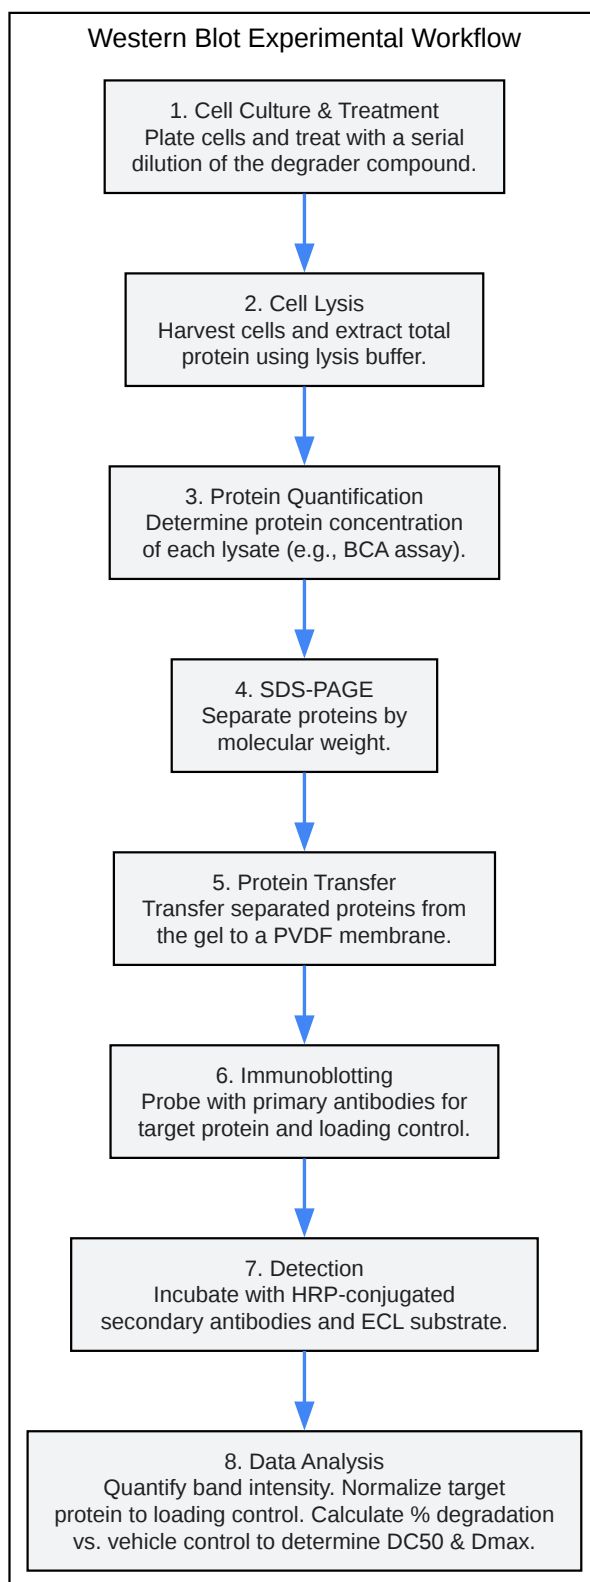 Western Blot Experimental Workflow
1. Cell Culture & Treatment
Plate cells and treat with a serial
dilution of the degrader compound.
2. Cell Lysis
Harvest cells and extract total
protein using lysis buffer.
3. Protein Quantification
Determine protein concentration
of each lysate (e.g., BCA assay).
4. SDS-PAGE
Separate proteins by
molecular weight.
5. Protein Transfer
Transfer separated proteins from
the gel to a PVDF membrane.
6. Immunoblotting
Probe with primary antibodies for
target protein and loading control.
7. Detection
Incubate with HRP-conjugated
secondary antibodies and ECL substrate.
8. Data Analysis
Quantify band intensity. Normalize target
protein to loading control. Calculate % degradation
vs. vehicle control to determine DC50 & Dmax.